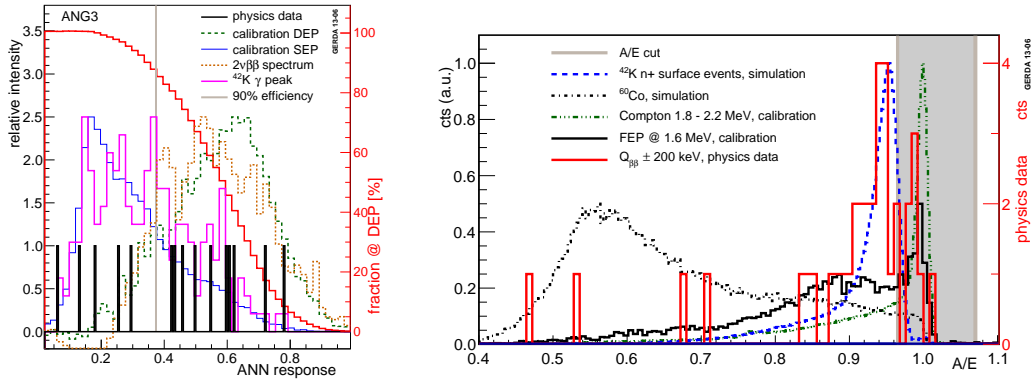 ANG3
physics data
calibration DEP
calibration SEP
2νββ spectrum
⁴²K γ peak
90% efficiency
GERDA 13-06
relative intensity
3.5
3.0
2.5
2.0
1.5
1.0
0.5
0.0
100
80
60
40
20
0
fraction @ DEP [%]
0.2
0.4
0.6
0.8
ANN response
A/E cut
⁴²K n+ surface events, simulation
⁶⁰Co, simulation
Compton 1.8 - 2.2 MeV, calibration
FEP @ 1.6 MeV, calibration
Qββ ± 200 keV, physics data
GERDA 13-06
cts (a.u.)
1.0
0.8
0.6
0.4
0.2
0.0
4
2
1
0
cts
physics data
0.4
0.5
0.6
0.7
0.8
0.9
1.0
1.1
A/E